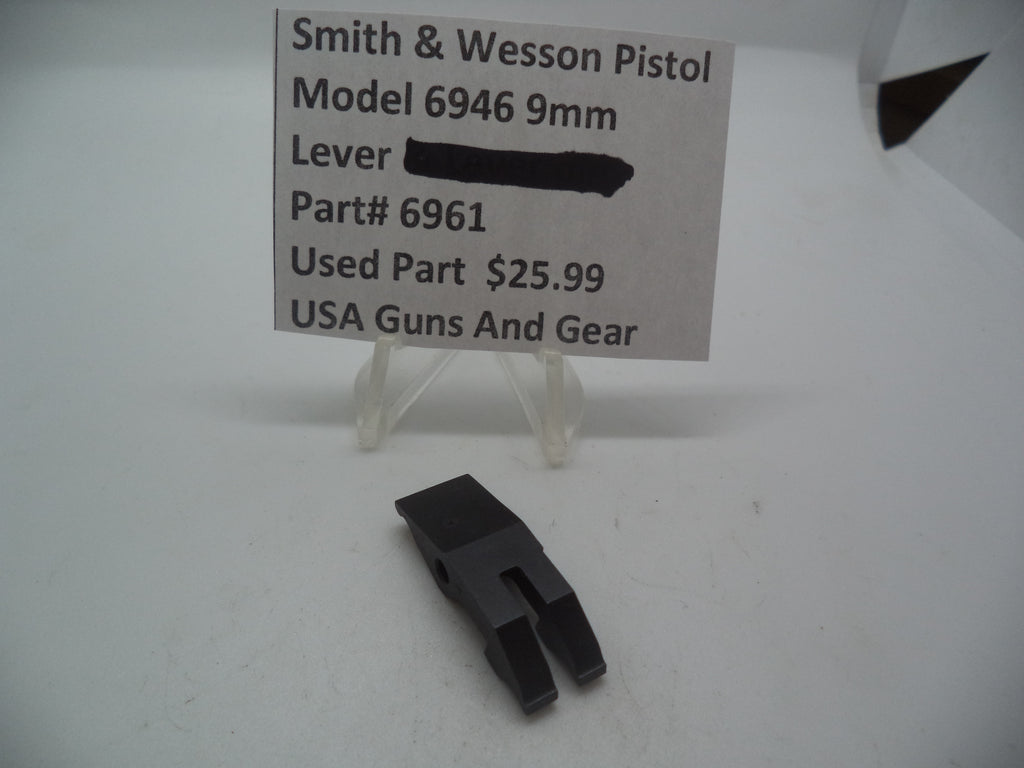 Smith & Wesson Pistol
Model 6946 9mm
Lever
Part# 6961
Used Part $25.99
USA Guns And Gear